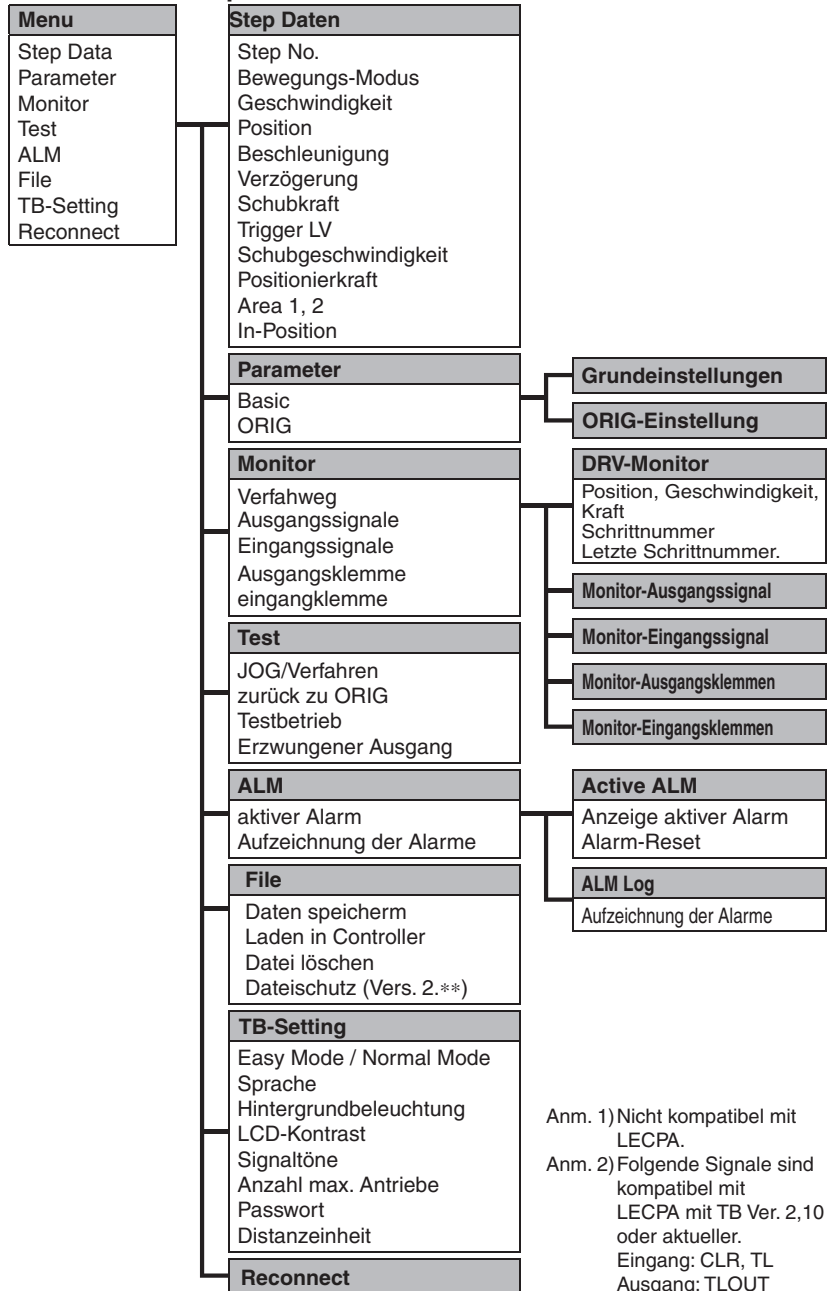 Menu
Step Data
Parameter
Monitor
Test
ALM
File
TB-Setting
Reconnect
Step Daten
Step No.
Bewegungs-Modus
Geschwindigkeit
Position
Beschleunigung
Verzögerung
Schubkraft
Trigger LV
Schubgeschwindigkeit
Positionierkraft
Area 1, 2
In-Position
Parameter
Basic
ORIG
Grundeinstellungen
ORIG-Einstellung
Monitor
Verfahweg
Ausgangssignale
Eingangssignale
Ausgangsklemme
eingangklemme
DRV-Monitor
Position, Geschwindigkeit,
Kraft
Schrittnummer
Letzte Schrittnummer.
Monitor-Ausgangssignal
Monitor-Eingangssignal
Monitor-Ausgangsklemmen
Monitor-Eingangsklemmen
Test
JOG/Verfahren
zurück zu ORIG
Testbetrieb
Erzwungener Ausgang
ALM
aktiver Alarm
Aufzeichnung der Alarme
Active ALM
Anzeige aktiver Alarm
Alarm-Reset
ALM Log
Aufzeichnung der Alarme
File
Daten speicherm
Laden in Controller
Datei löschen
Dateischutz (Vers. 2.**)
TB-Setting
Easy Mode / Normal Mode
Sprache
Hintergrundbeleuchtung
LCD-Kontrast
Signaltöne
Anzahl max. Antriebe
Passwort
Distanzeinheit
Reconnect
Anm. 1) Nicht kompatibel mit
LECPA.
Anm. 2) Folgende Signale sind
kompatibel mit
LECPA mit TB Ver. 2,10
oder aktueller.
Eingang: CLR, TL
Ausgang: TLOUT